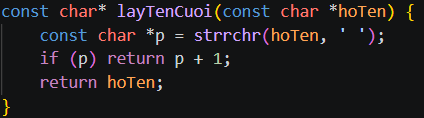 const char* layTenCuoi(const char *hoTen) {
    const char *p = strrchr(hoTen, ' ');
    if (p) return p + 1;
    return hoTen;
}